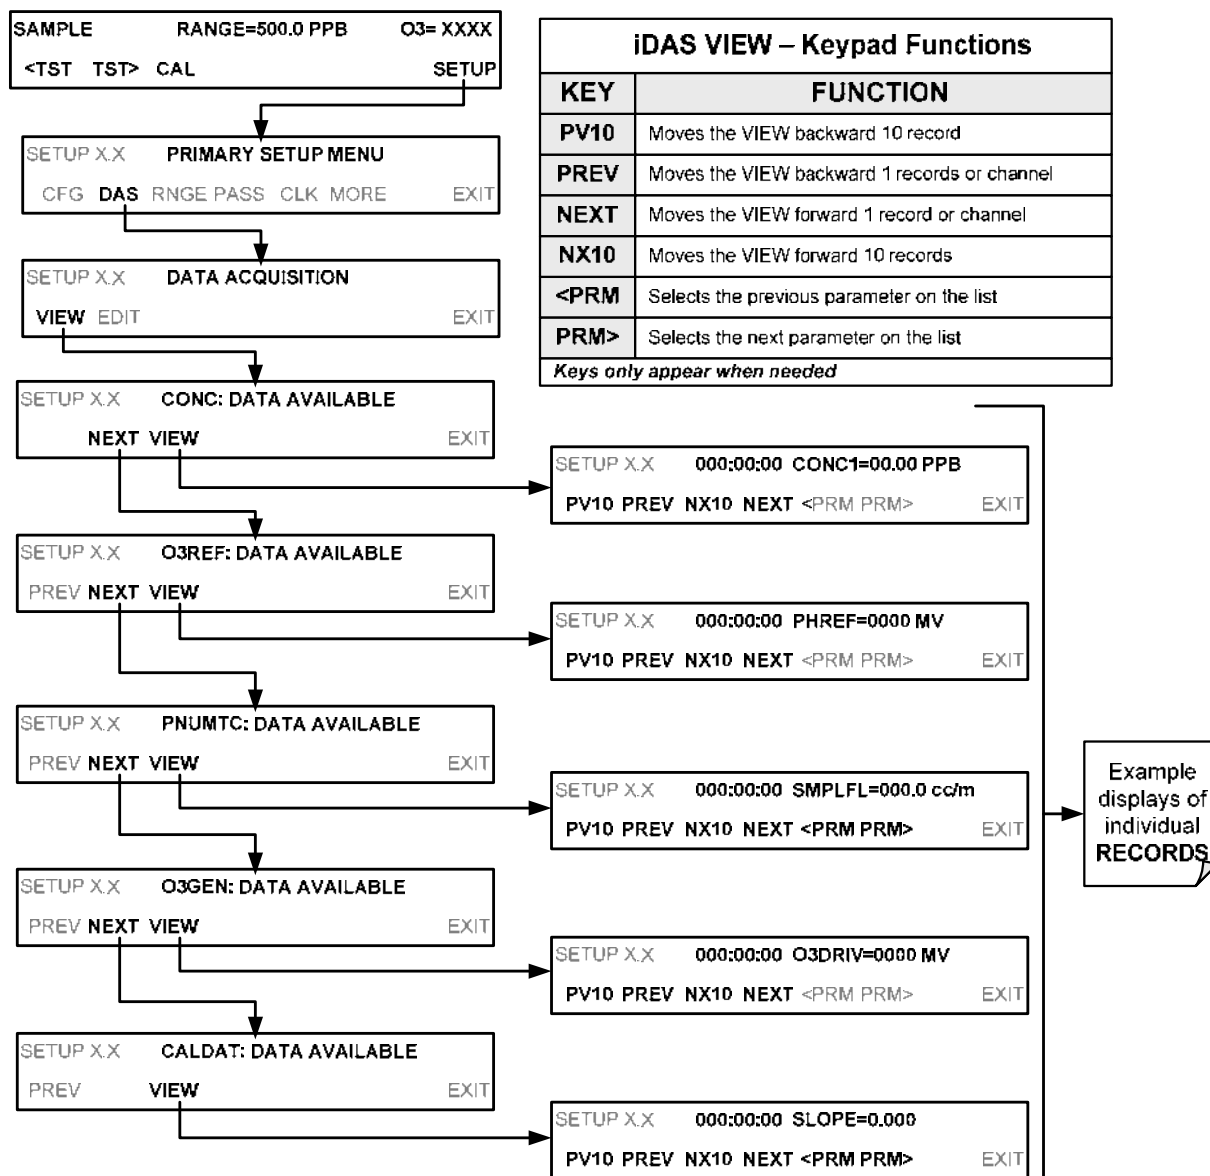 SAMPLE RANGE=500.0 PPB O3= XXXX
<TST TST> CAL SETUP
SETUP X.X PRIMARY SETUP MENU
CFG DAS RNGE PASS CLK MORE EXIT
SETUP X.X DATA ACQUISITION
VIEW EDIT EXIT
SETUP X.X CONC: DATA AVAILABLE
NEXT VIEW EXIT
SETUP X.X O3REF: DATA AVAILABLE
PREV NEXT VIEW EXIT
SETUP X.X PNUMTC: DATA AVAILABLE
PREV NEXT VIEW EXIT
SETUP X.X O3GEN: DATA AVAILABLE
PREV NEXT VIEW EXIT
SETUP X.X CALDAT: DATA AVAILABLE
PREV VIEW EXIT
iDAS VIEW – Keypad Functions
KEY FUNCTION
PV10 Moves the VIEW backward 10 record
PREV Moves the VIEW backward 1 records or channel
NEXT Moves the VIEW forward 1 record or channel
NX10 Moves the VIEW forward 10 records
<PRM Selects the previous parameter on the list
PRM> Selects the next parameter on the list
Keys only appear when needed
SETUP X.X 000:00:00 CONC1=00.00 PPB
PV10 PREV NX10 NEXT <PRM PRM> EXIT
SETUP X.X 000:00:00 PHREF=0000 MV
PV10 PREV NX10 NEXT <PRM PRM> EXIT
SETUP X.X 000:00:00 SMPLFL=000.0 cc/m
PV10 PREV NX10 NEXT <PRM PRM> EXIT
SETUP X.X 000:00:00 O3DRIV=0000 MV
PV10 PREV NX10 NEXT <PRM PRM> EXIT
SETUP X.X 000:00:00 SLOPE=0.000
PV10 PREV NX10 NEXT <PRM PRM> EXIT
Example
displays of
individual
RECORDS